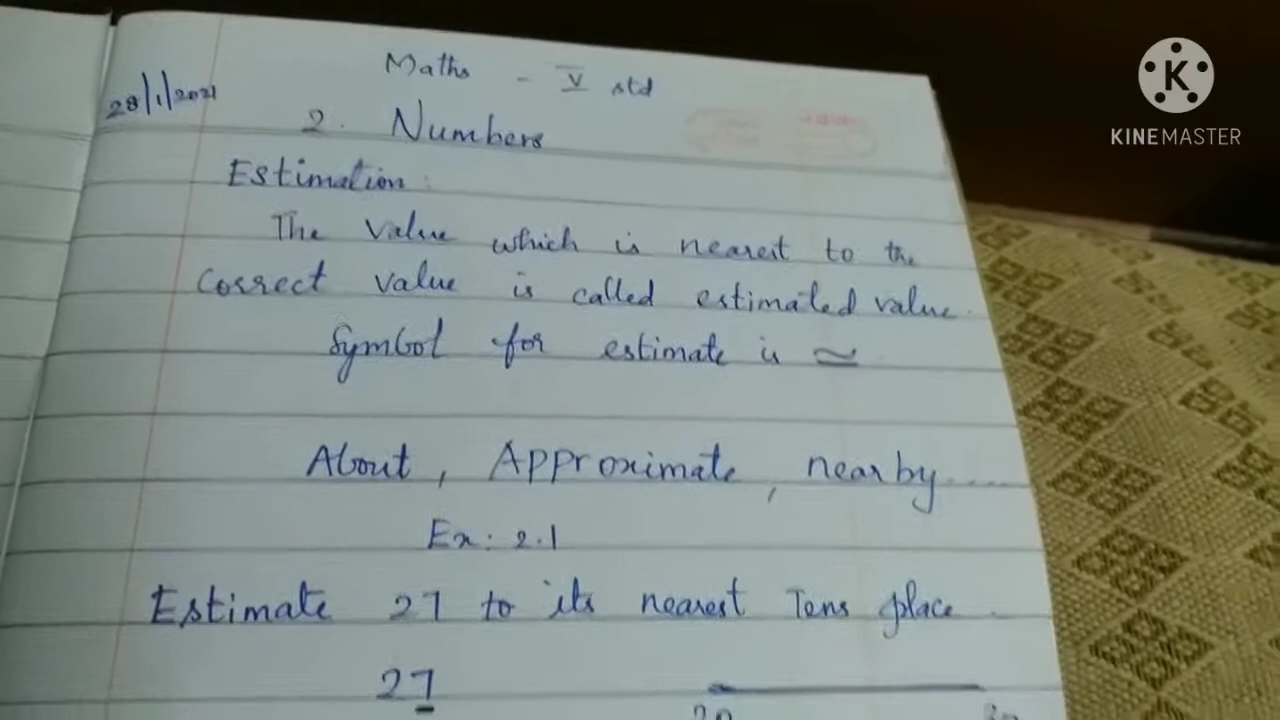 Maths - V std
28/1/2021
2. Numbers
Estimation:
The value which is nearest to the
correct value is called estimated value.
Symbol for estimate is ≃
About, Approximate, nearby.....
Ex: 2.1
Estimate 27 to its nearest Tens place
27
20 30
K
KINEMASTER